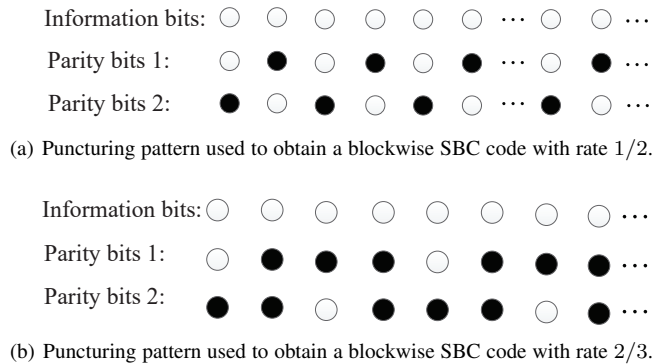 Information bits: ... ...
Parity bits 1: ... ...
Parity bits 2: ... ...
(a) Puncturing pattern used to obtain a blockwise SBC code with rate 1/2.
Information bits: ...
Parity bits 1: ...
Parity bits 2: ...
(b) Puncturing pattern used to obtain a blockwise SBC code with rate 2/3.